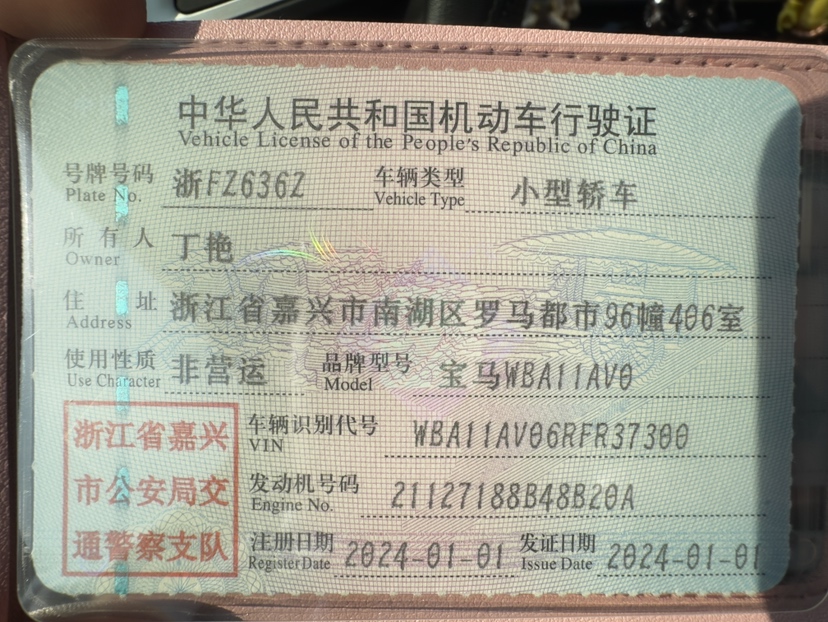 中华人民共和国机动车行驶证
Vehicle License of the People's Republic of China
号牌号码 浙FZ636Z 车辆类型 小型轿车
Plate No. Vehicle Type
所有人 丁艳
Owner
住址 浙江省嘉兴市南湖区罗马都市96幢406室
Address
使用性质 非营运 品牌型号 宝马WBA11AV0
Use Character Model
浙江省嘉兴
市公安局交
通警察支队
车辆识别代号 WBA11AV06RFR37300
VIN
发动机号码 21127188B48B20A
Engine No.
注册日期 2024-01-01 发证日期 2024-01-01
Register Date Issue Date